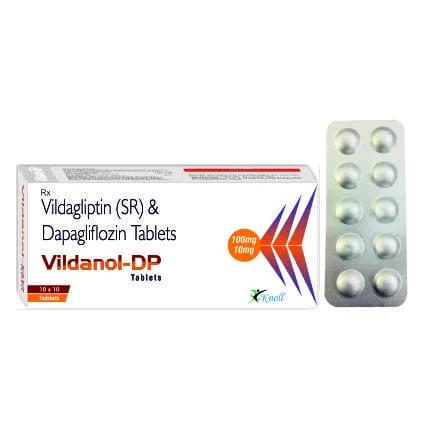 Rx
Vildagliptin (SR) &
Dapagliflozin Tablets
Vildanol-DP
Tablets
100mg
10mg
10 x 10
Tablets
Knoll